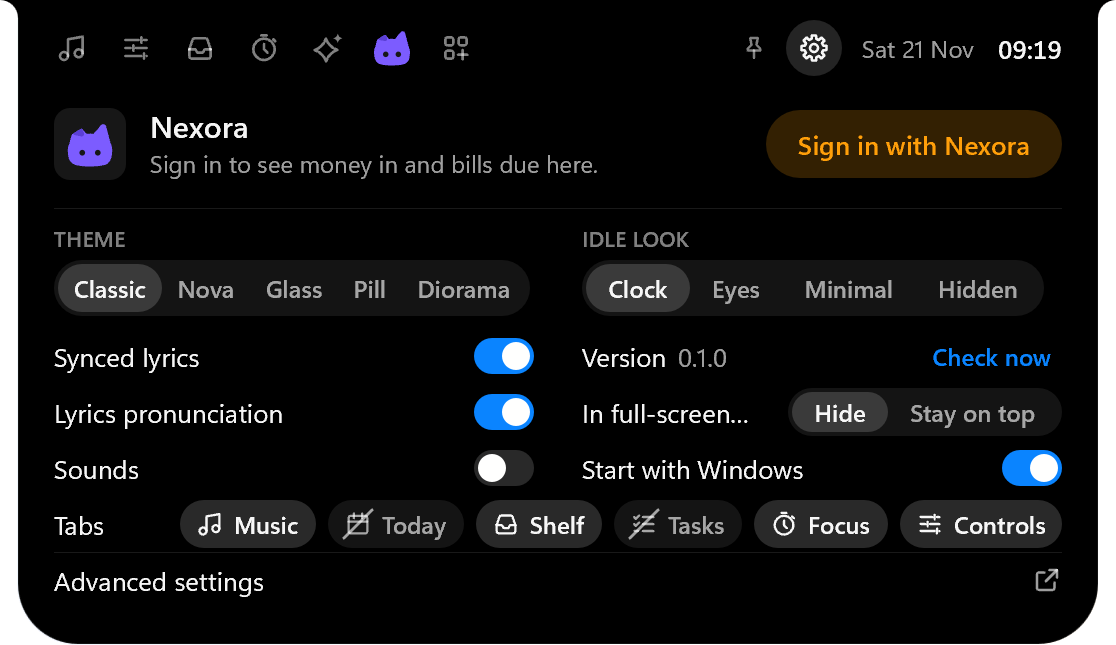 Sat 21 Nov 09:19
Nexora
Sign in to see money in and bills due here.
Sign in with Nexora
THEME
Classic Nova Glass Pill Diorama
IDLE LOOK
Clock Eyes Minimal Hidden
Synced lyrics
Lyrics pronunciation
Sounds
Version 0.1.0 Check now
In full-screen... Hide Stay on top
Start with Windows
Tabs Music Today Shelf Tasks Focus Controls
Advanced settings